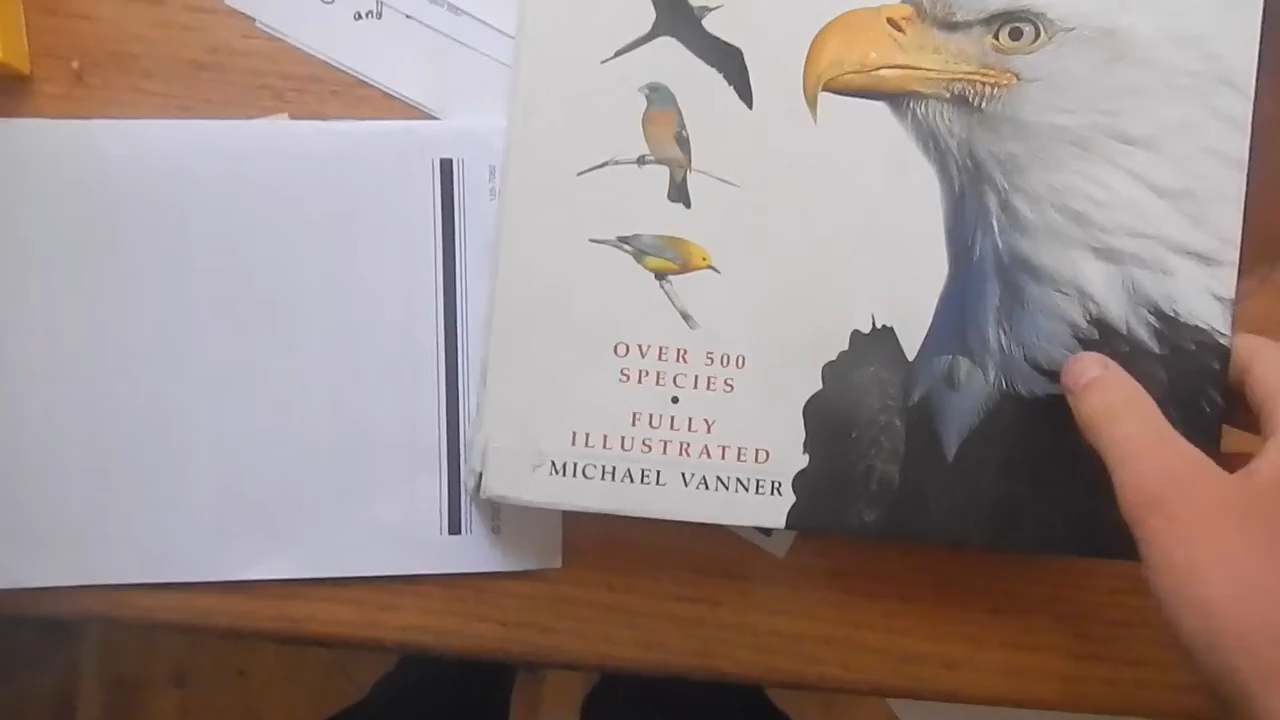 and
OVER 500
SPECIES
•
FULLY
ILLUSTRATED
MICHAEL VANNER